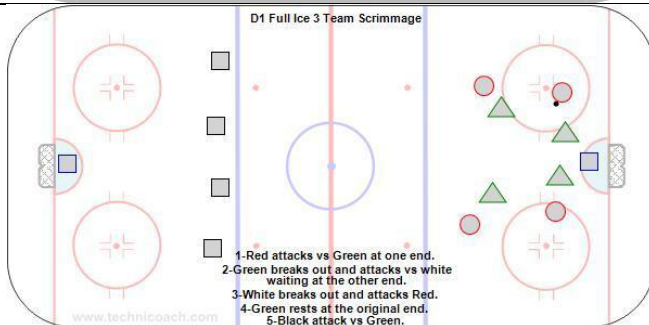 D1 Full Ice 3 Team Scrimmage
1-Red attacks vs Green at one end.
2-Green breaks out and attacks vs white
waiting at the other end.
3-White breaks out and attacks Red.
4-Green rests at the original end.
5-Black attack vs Green.
www.technicoach.com